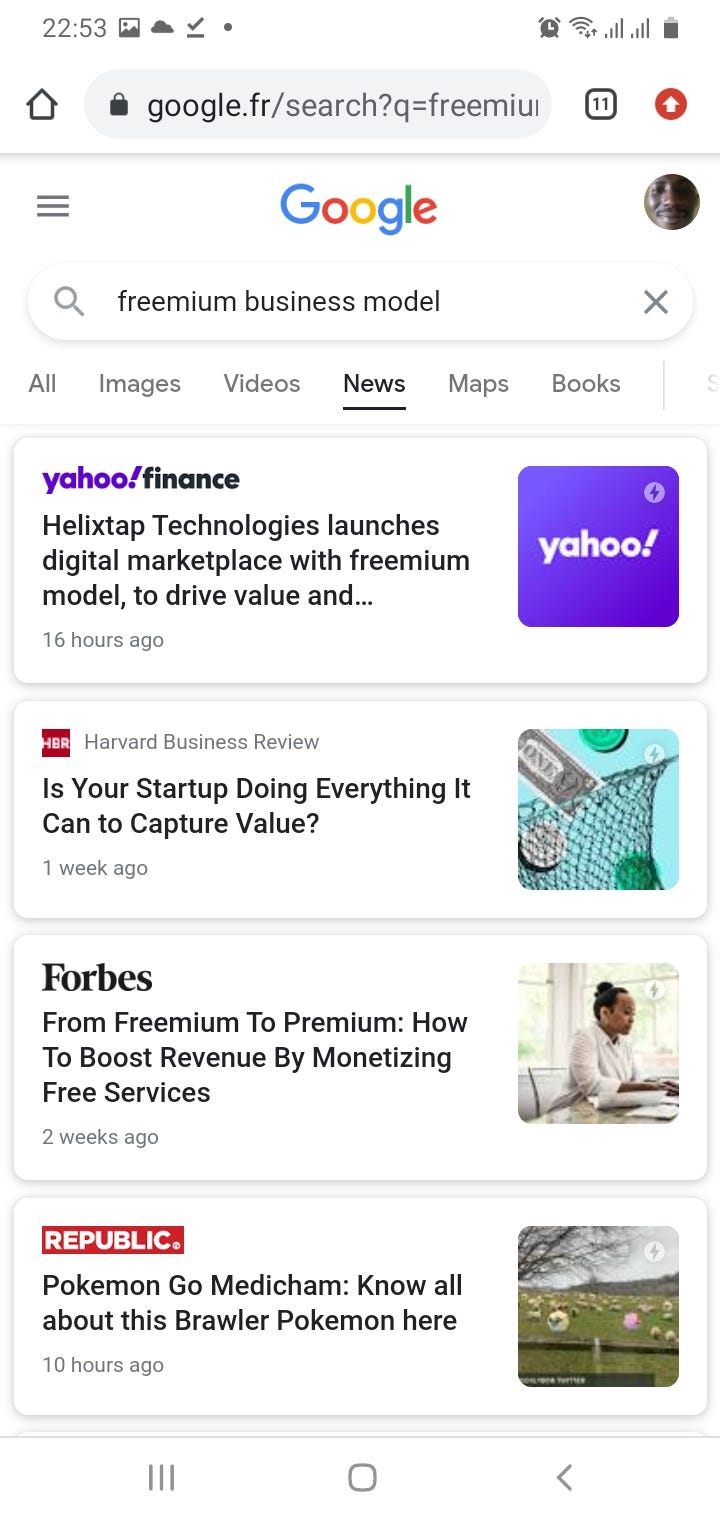 22:53
google.fr/search?q=freemiu
11
Google
freemium business model
All Images Videos News Maps Books S
yahoo!finance
Helixtap Technologies launches
digital marketplace with freemium
model, to drive value and...
16 hours ago
yahoo!
HBR Harvard Business Review
Is Your Startup Doing Everything It
Can to Capture Value?
1 week ago
Forbes
From Freemium To Premium: How
To Boost Revenue By Monetizing
Free Services
2 weeks ago
REPUBLIC.
Pokemon Go Medicham: Know all
about this Brawler Pokemon here
10 hours ago